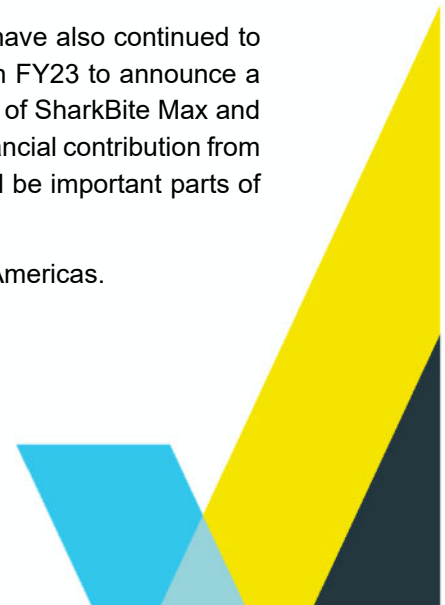 have also continued to
n FY23 to announce a
of SharkBite Max and
ancial contribution from
l be important parts of
Americas.